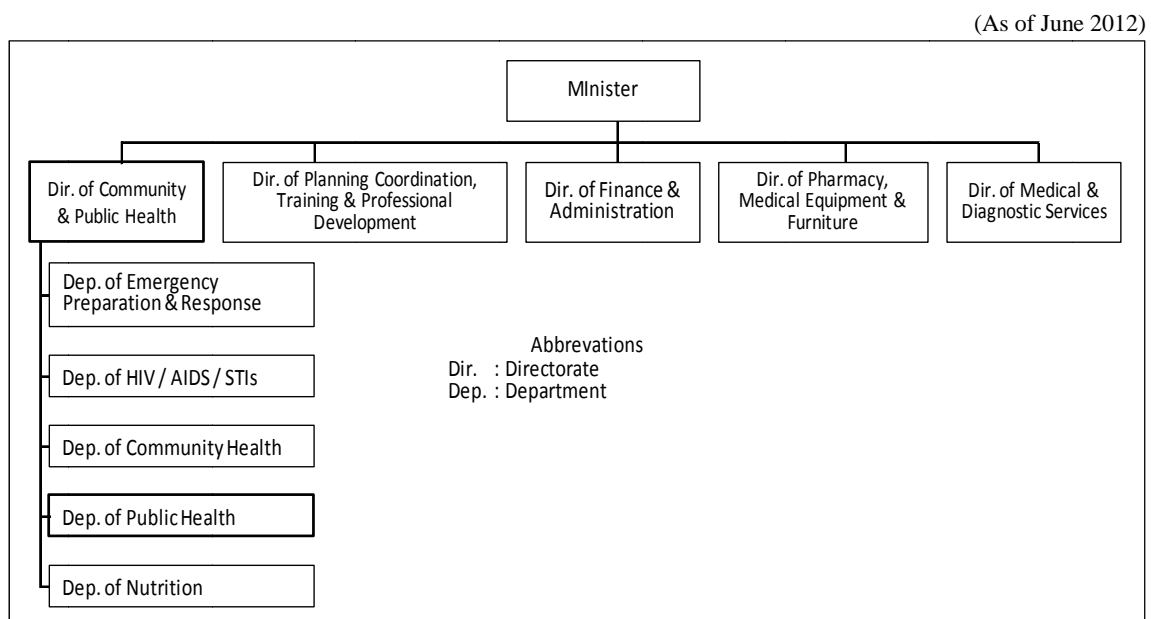 (As of June 2012)
MInister
Dir. of Community
& Public Health
Dir. of Planning Coordination,
Training & Professional
Development
Dir. of Finance &
Administration
Dir. of Pharmacy,
Medical Equipment &
Furniture
Dir. of Medical &
Diagnostic Services
Dep. of Emergency
Preparation & Response
Dep. of HIV / AIDS / STIs
Dep. of Community Health
Dep. of Public Health
Dep. of Nutrition
Abbrevations
Dir. : Directorate
Dep. : Department